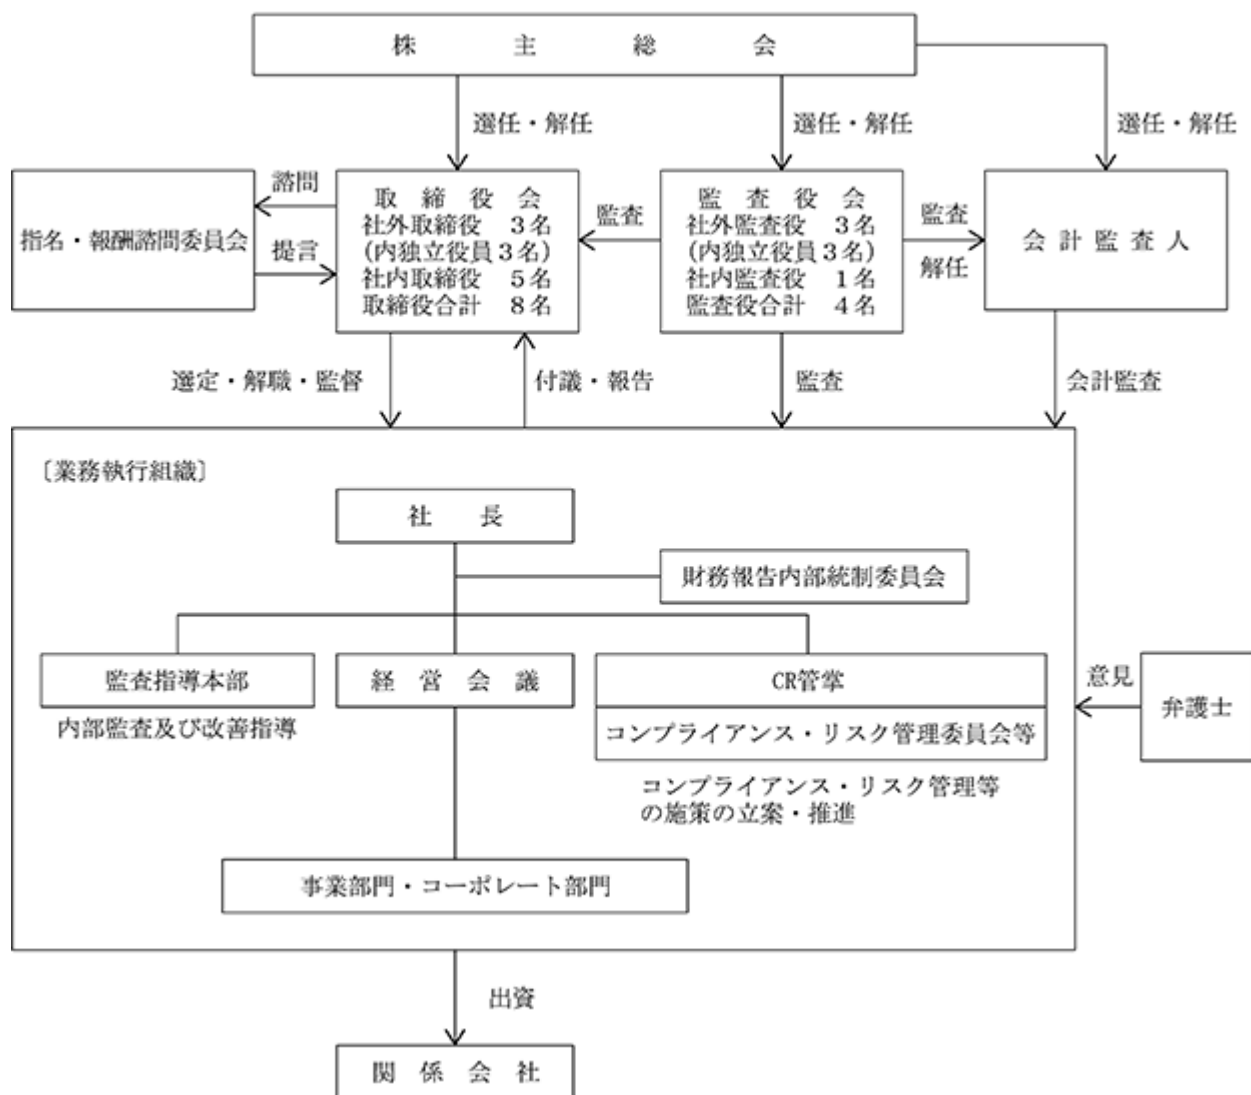 株主総会
選任・解任
選任・解任
選任・解任
諮問
指名・報酬諮問委員会
提言
取締役会
社外取締役 3名
(内独立役員3名)
社内取締役 5名
取締役合計 8名
監査
監査役会
社外監査役 3名
(内独立役員3名)
社内監査役 1名
監査役合計 4名
監査
解任
会計監査人
選定・解職・監督
付議・報告
監査
会計監査
〔業務執行組織〕
社長
財務報告内部統制委員会
監査指導本部
内部監査及び改善指導
経営会議
CR管掌
コンプライアンス・リスク管理委員会等
コンプライアンス・リスク管理等
の施策の立案・推進
意見
弁護士
事業部門・コーポレート部門
出資
関係会社